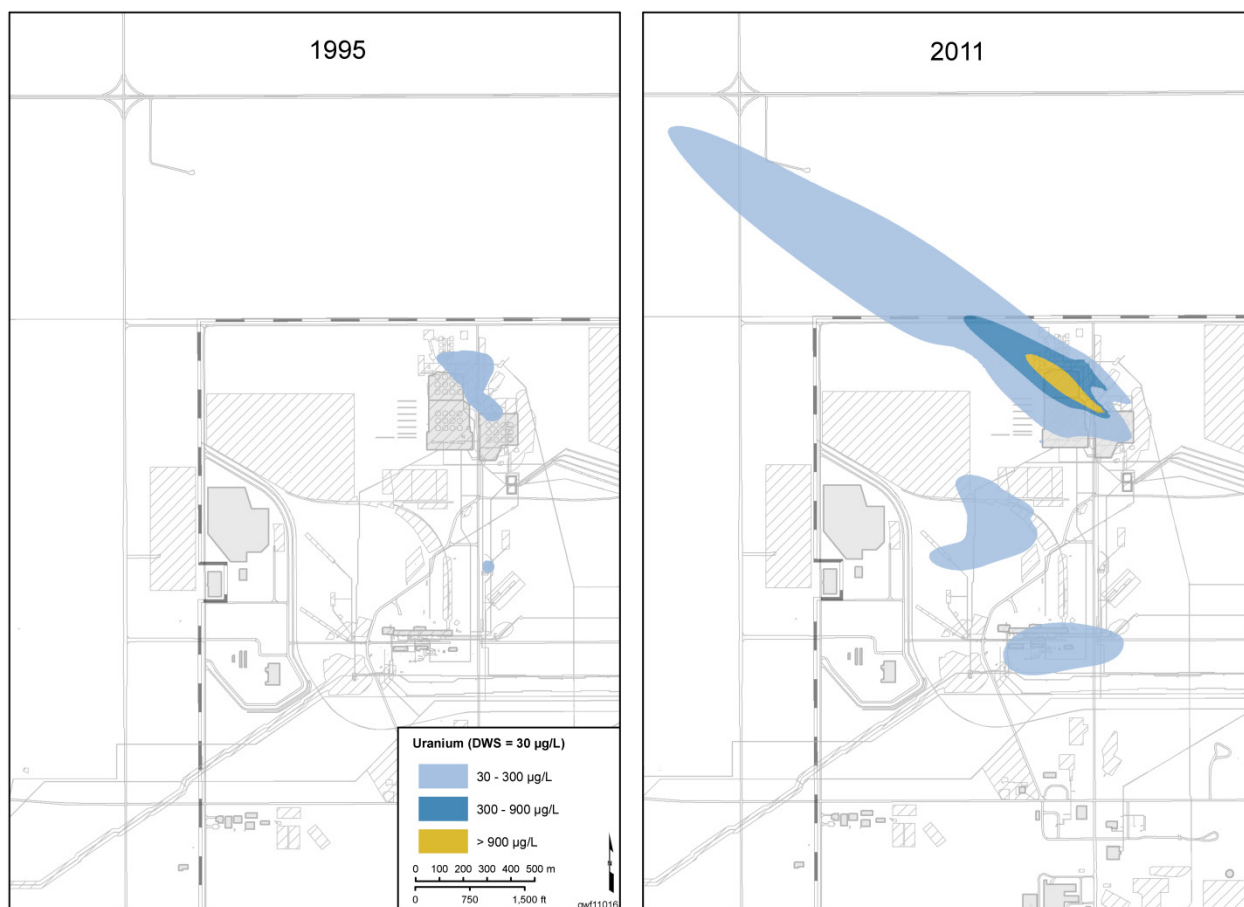 1995
2011
Uranium (DWS = 30 µg/L)
30 - 300 µg/L
300 - 900 µg/L
> 900 µg/L
0 100 200 300 400 500 m
0 750 1,500 ft
N
gwf11016